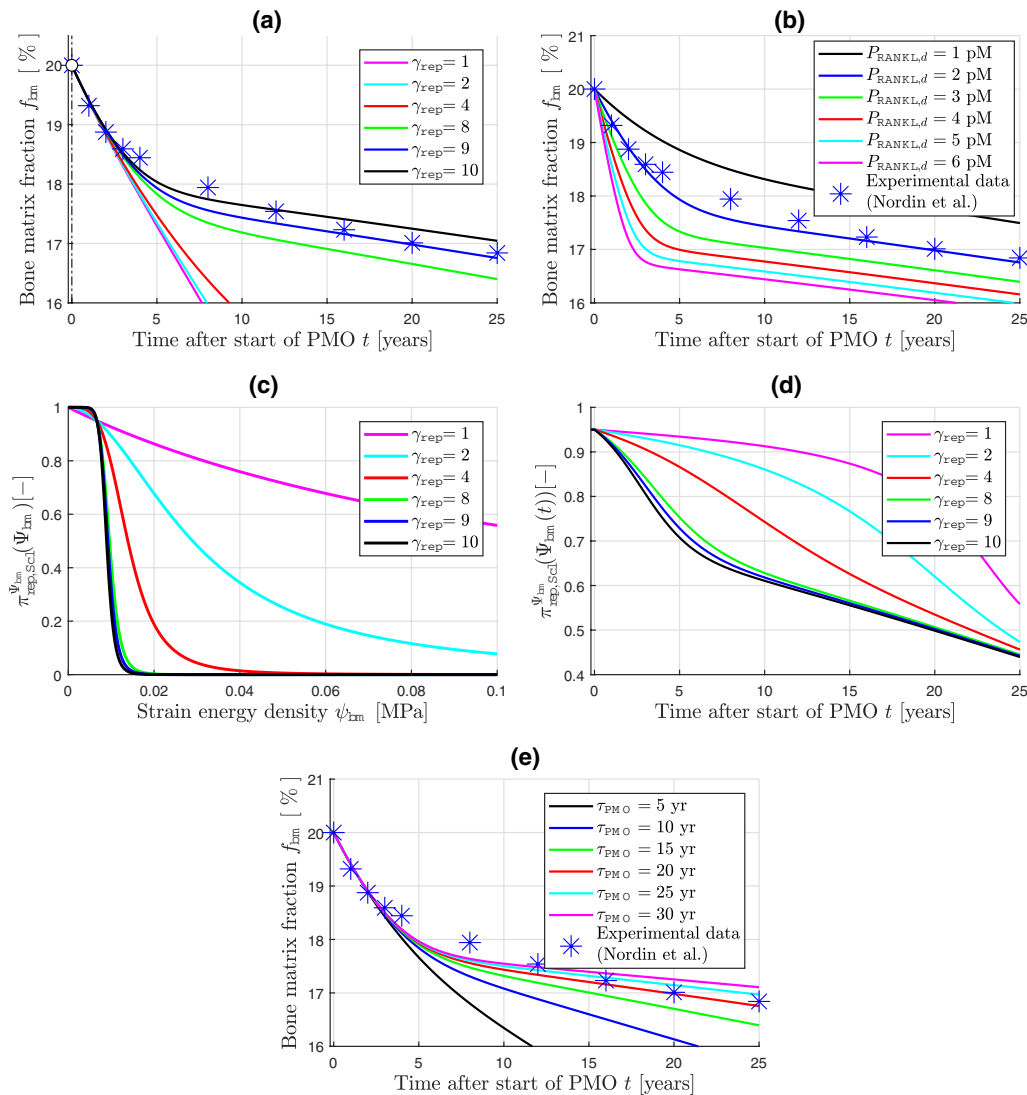 (a)
Bone matrix fraction f_bm [ % ]
21
20
19
18
17
16
0
5
10
15
20
25
Time after start of PMO t [years]
γ_rep= 1
γ_rep= 2
γ_rep= 4
γ_rep= 8
γ_rep= 9
γ_rep= 10
(b)
Bone matrix fraction f_bm [ % ]
21
20
19
18
17
16
0
5
10
15
20
25
Time after start of PMO t [years]
P_RANKL,d = 1 pM
P_RANKL,d = 2 pM
P_RANKL,d = 3 pM
P_RANKL,d = 4 pM
P_RANKL,d = 5 pM
P_RANKL,d = 6 pM
Experimental data
(Nordin et al.)
(c)
π^Ψbm_rep,Scl(Ψ_bm)[−]
1
0.8
0.6
0.4
0.2
0
0
0.02
0.04
0.06
0.08
0.1
Strain energy density ψ_bm [MPa]
γ_rep= 1
γ_rep= 2
γ_rep= 4
γ_rep= 8
γ_rep= 9
γ_rep= 10
(d)
π^Ψbm_rep,Scl(Ψ_bm(t))[−]
1
0.9
0.8
0.7
0.6
0.5
0.4
0
5
10
15
20
25
Time after start of PMO t [years]
γ_rep= 1
γ_rep= 2
γ_rep= 4
γ_rep= 8
γ_rep= 9
γ_rep= 10
(e)
Bone matrix fraction f_bm [ % ]
21
20
19
18
17
16
0
5
10
15
20
25
Time after start of PMO t [years]
τ_PMO = 5 yr
τ_PMO = 10 yr
τ_PMO = 15 yr
τ_PMO = 20 yr
τ_PMO = 25 yr
τ_PMO = 30 yr
Experimental data
(Nordin et al.)